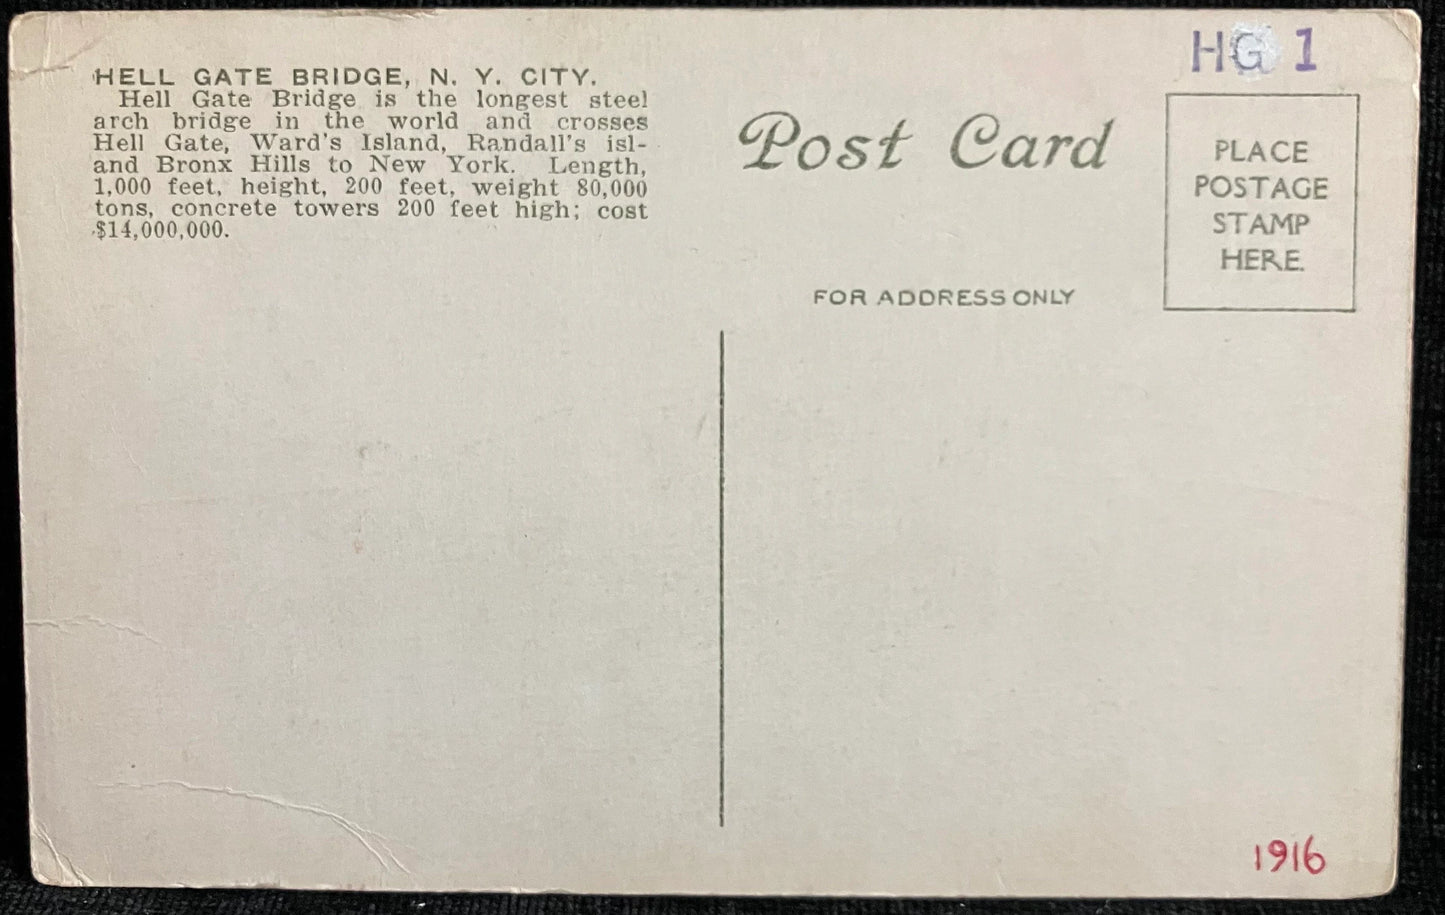 HELL GATE BRIDGE, N. Y. CITY.
Hell Gate Bridge is the longest steel
arch bridge in the world and crosses
Hell Gate, Ward's Island, Randall's isl-
and Bronx Hills to New York. Length,
1,000 feet, height, 200 feet, weight 80,000
tons, concrete towers 200 feet high; cost
$14,000,000.
Post Card
FOR ADDRESS ONLY
HG 1
PLACE
POSTAGE
STAMP
HERE.
1916